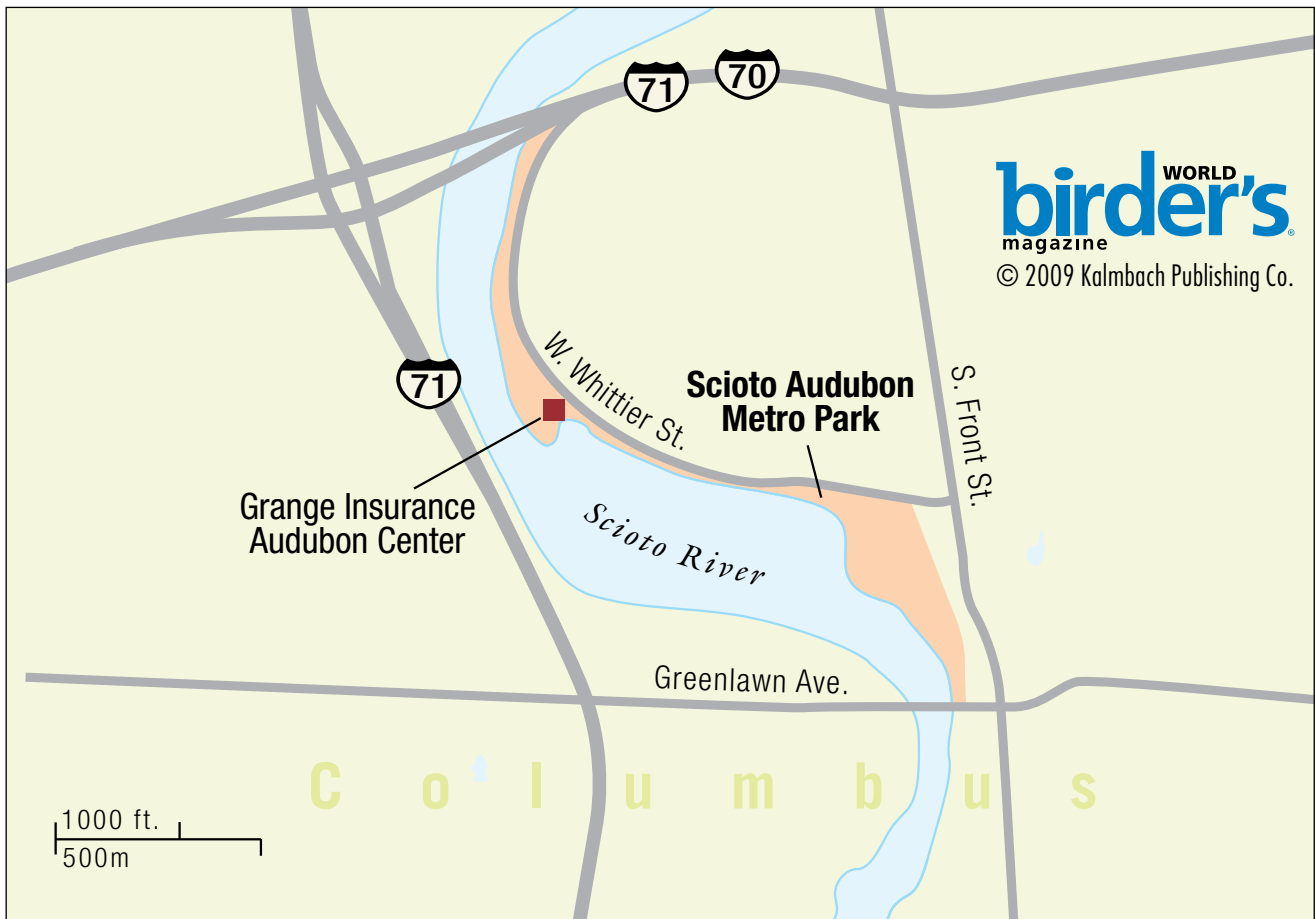 71
70
birder's
WORLD
magazine
®
© 2009 Kalmbach Publishing Co.
71
W. Whittier St.
Scioto Audubon
Metro Park
S. Front St.
Grange Insurance
Audubon Center
Scioto River
Greenlawn Ave.
Columbus
1000 ft.
500m